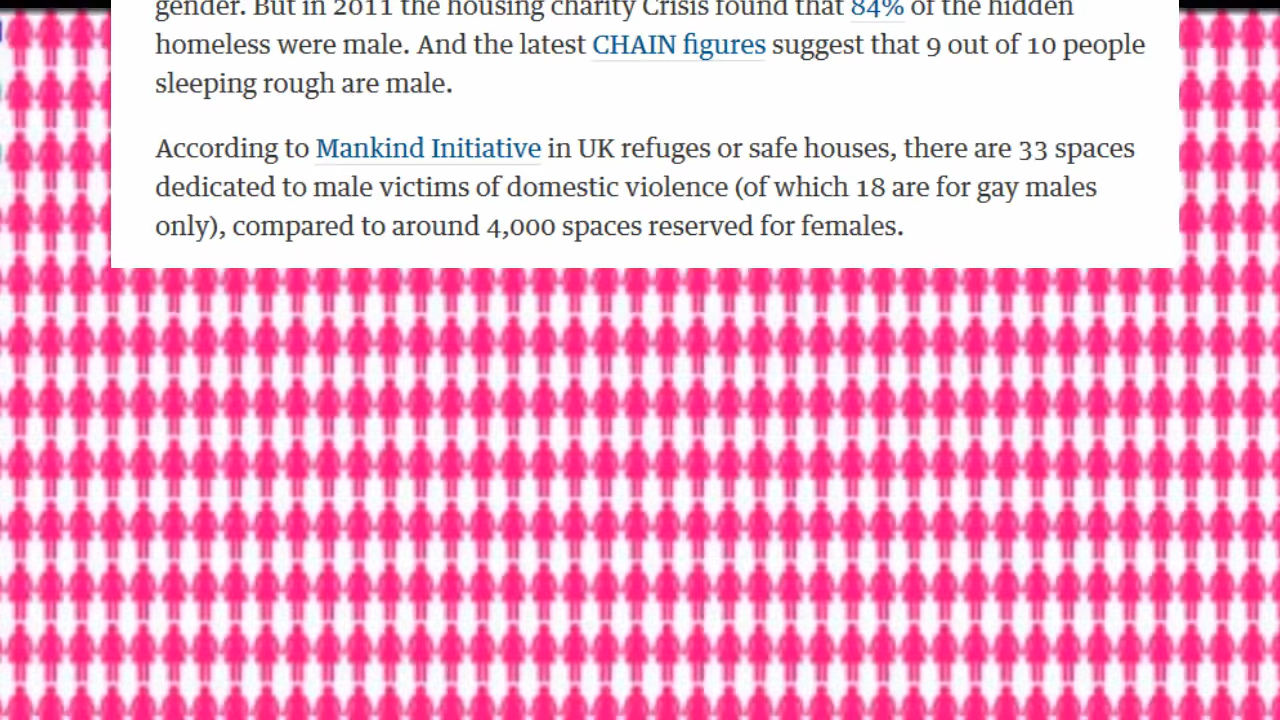 gender. But in 2011 the housing charity Crisis found that 84% of the hidden
homeless were male. And the latest CHAIN figures suggest that 9 out of 10 people
sleeping rough are male.
According to Mankind Initiative in UK refuges or safe houses, there are 33 spaces
dedicated to male victims of domestic violence (of which 18 are for gay males
only), compared to around 4,000 spaces reserved for females.